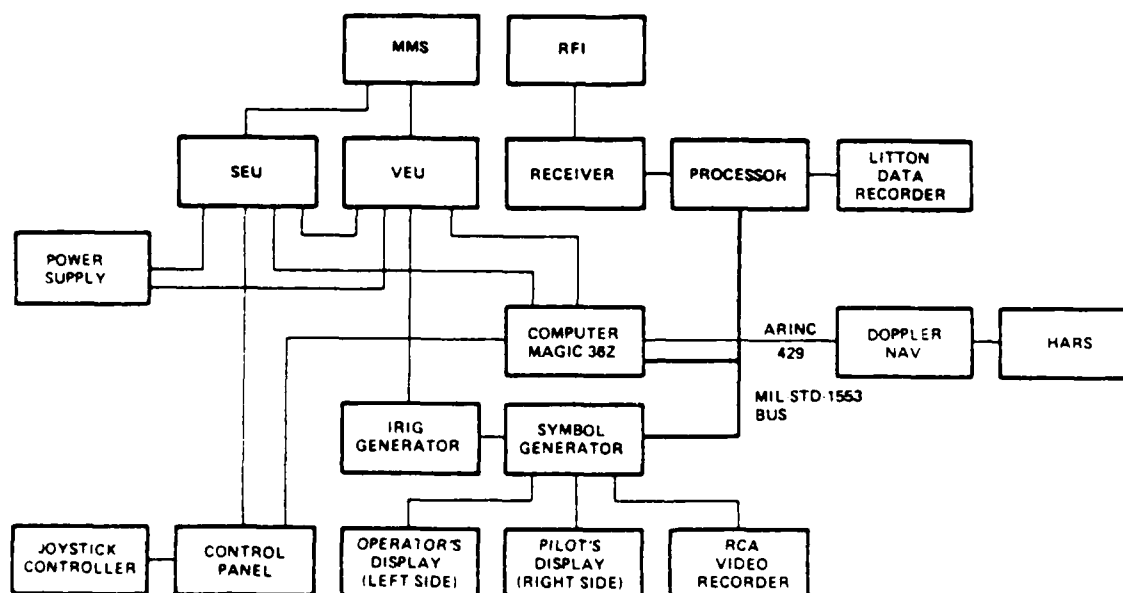 MMS
RFI
SEU
VEU
RECEIVER
PROCESSOR
LITTON
DATA
RECORDER
POWER
SUPPLY
COMPUTER
MAGIC 36Z
ARINC
429
DOPPLER
NAV
HARS
MIL STD-1553
BUS
IRIG
GENERATOR
SYMBOL
GENERATOR
JOYSTICK
CONTROLLER
CONTROL
PANEL
OPERATOR'S
DISPLAY
(LEFT SIDE)
PILOT'S
DISPLAY
(RIGHT SIDE)
RCA
VIDEO
RECORDER